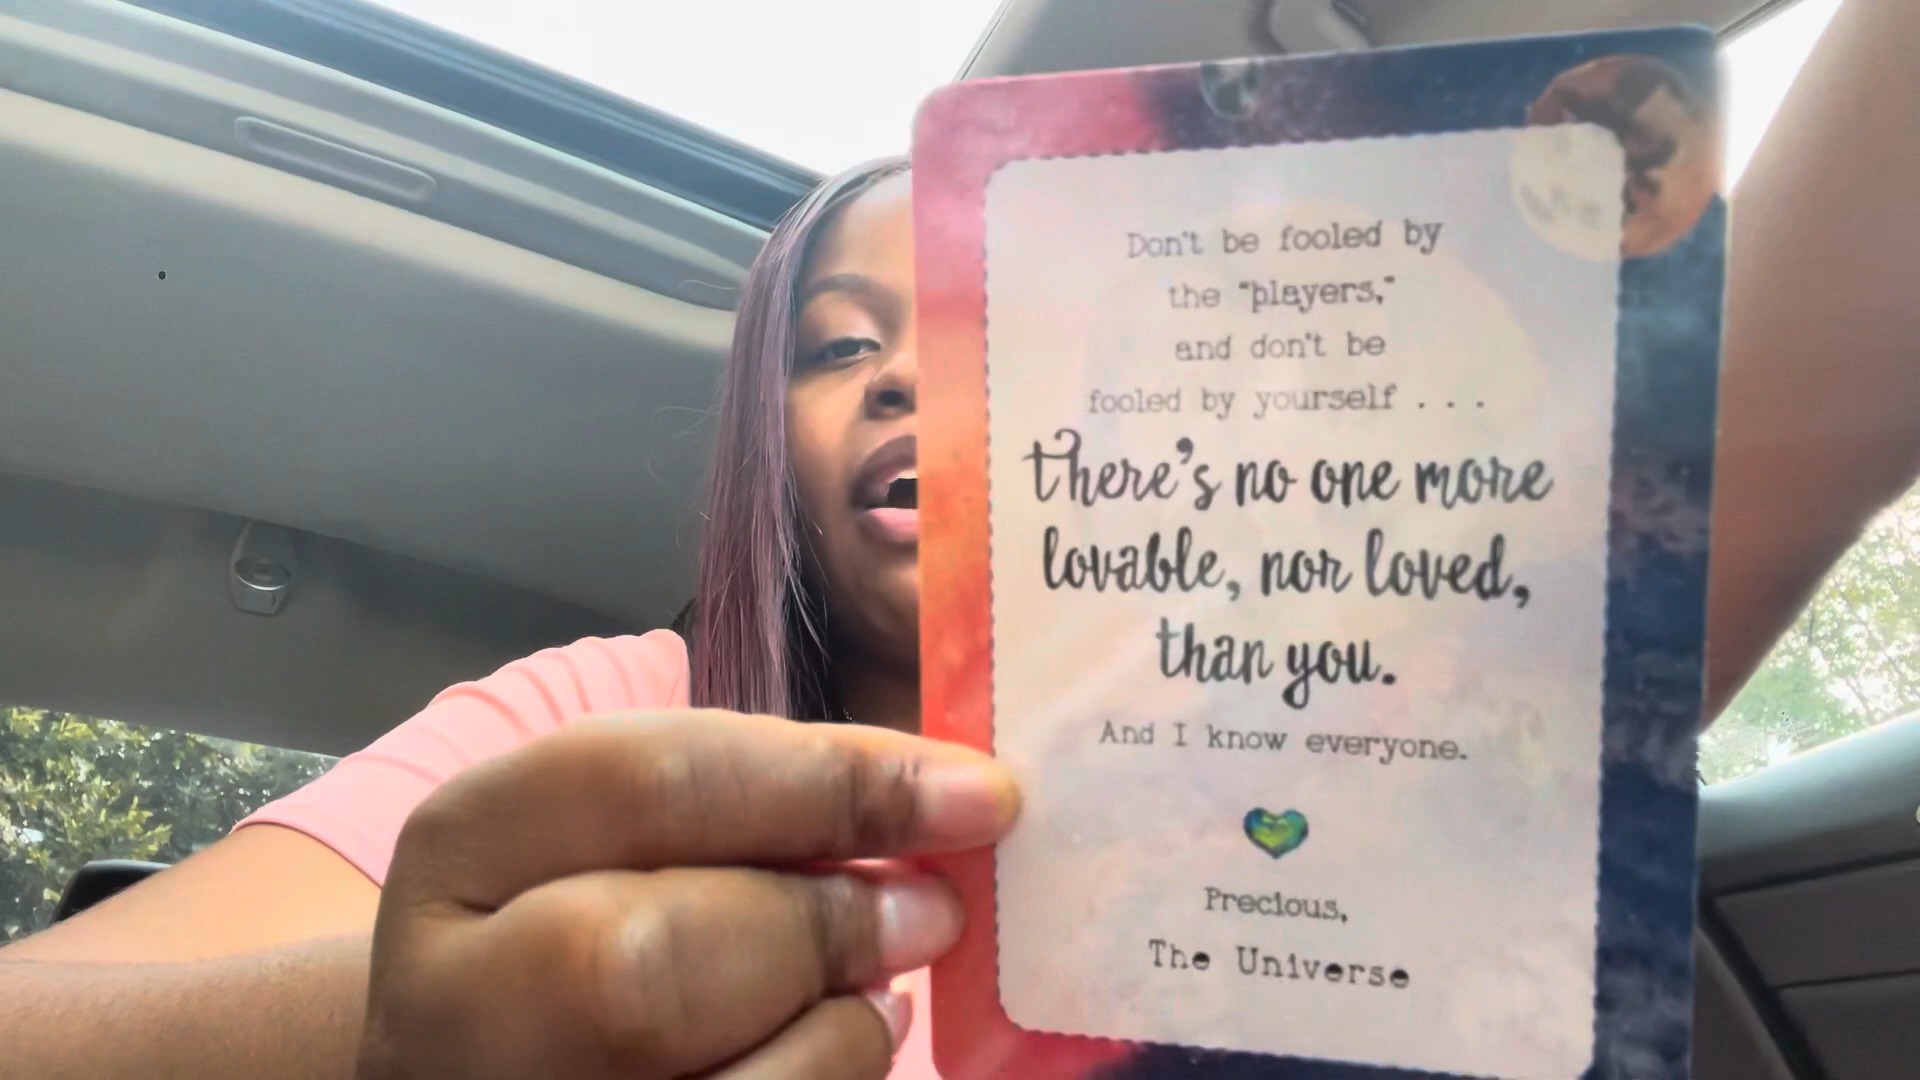 Don't be fooled by
the "players,"
and don't be
fooled by yourself . . .
there's no one more
lovable, nor loved,
than you.
And I know everyone.
Precious,
The Universe